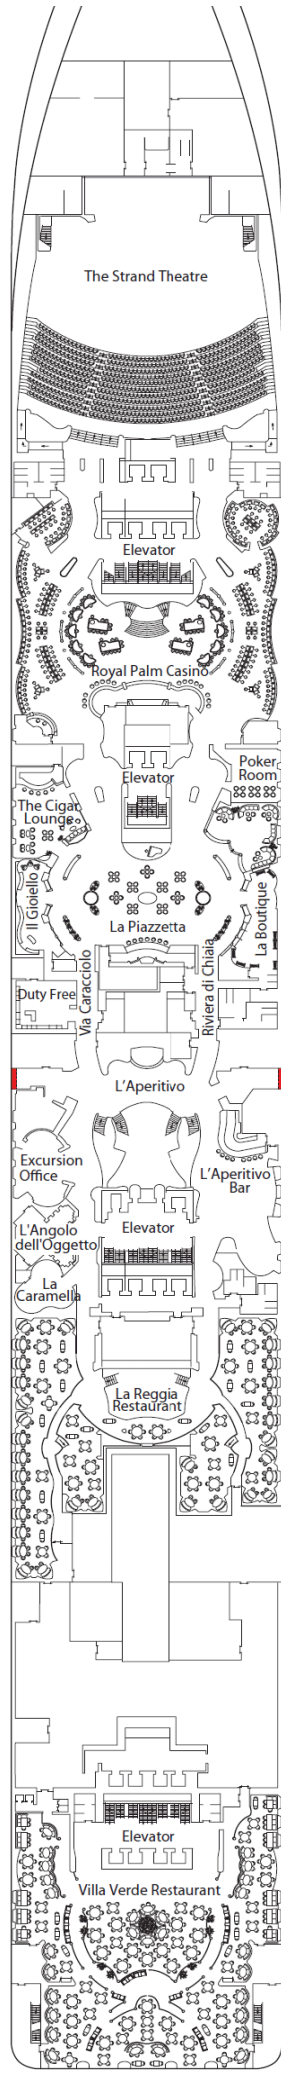 The Strand Theatre
Elevator
Royal Palm Casino
Elevator
Poker
Room
The Cigar
Lounge
Il Gioiello
La Boutique
La Piazzetta
Via Caracciolo
Riviera di Chiaia
Duty Free
L'Aperitivo
Excursion
Office
L'Aperitivo
Bar
Elevator
L'Angolo
dell'Oggetto
La
Caramella
La Reggia
Restaurant
Elevator
Villa Verde Restaurant